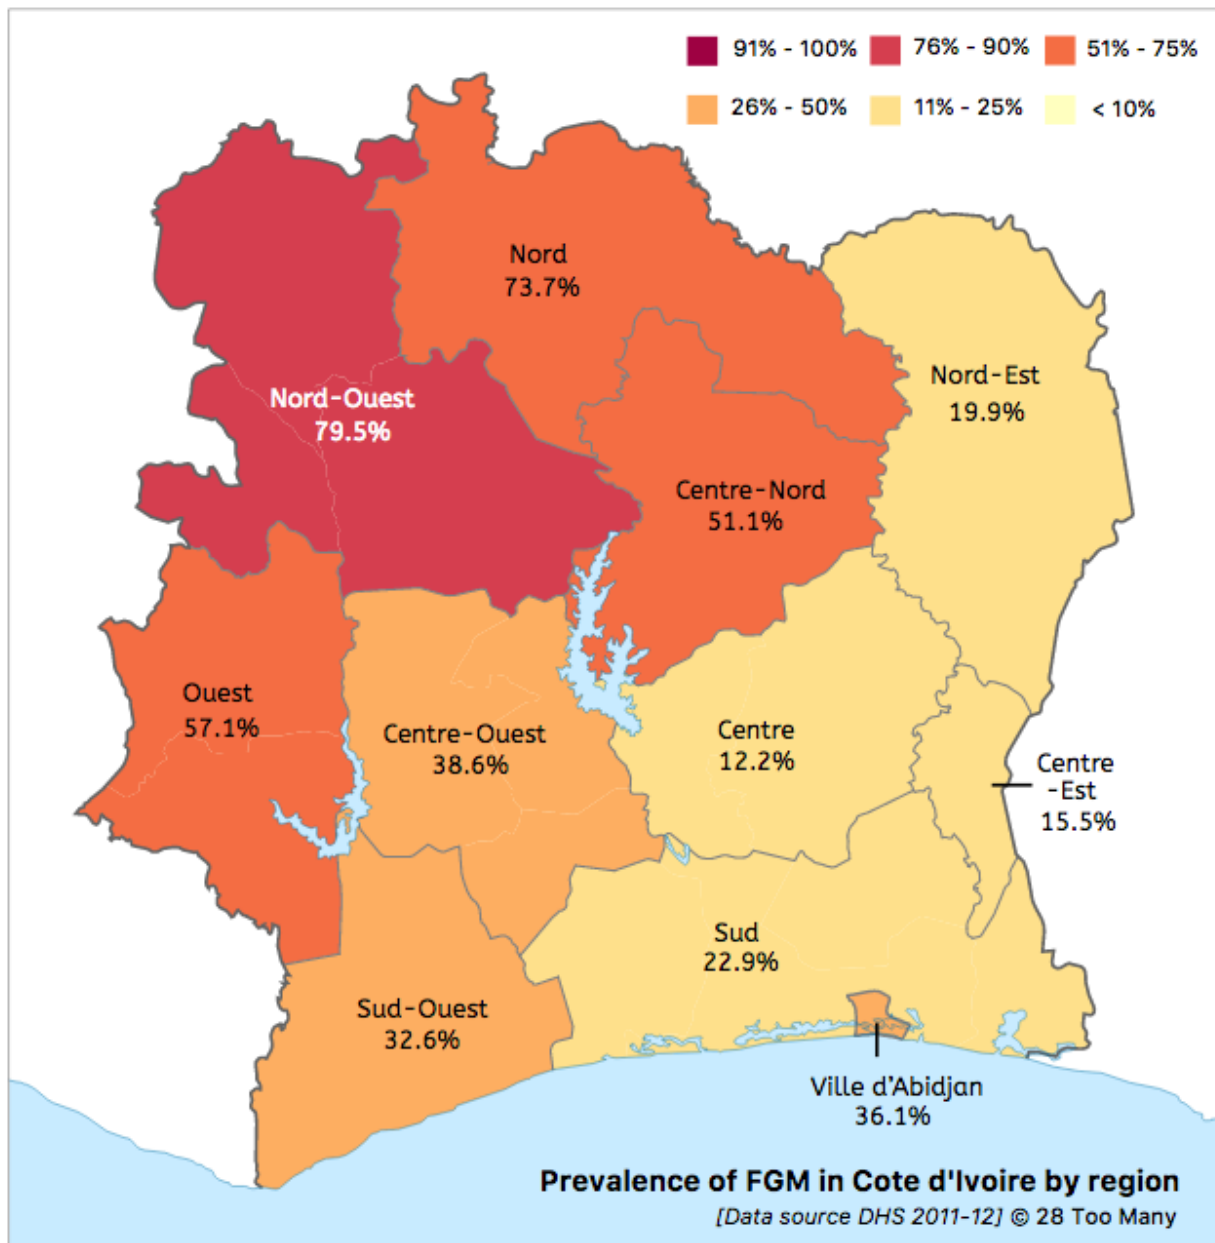 91% - 100% 76% - 90% 51% - 75%
26% - 50% 11% - 25% < 10%
Nord
73.7%
Nord-Est
19.9%
Nord-Ouest
79.5%
Centre-Nord
51.1%
Ouest
57.1%
Centre-Ouest
38.6%
Centre
12.2%
Centre
-Est
15.5%
Sud
22.9%
Sud-Ouest
32.6%
Ville d’Abidjan
36.1%
Prevalence of FGM in Cote d'Ivoire by region
[Data source DHS 2011-12] © 28 Too Many